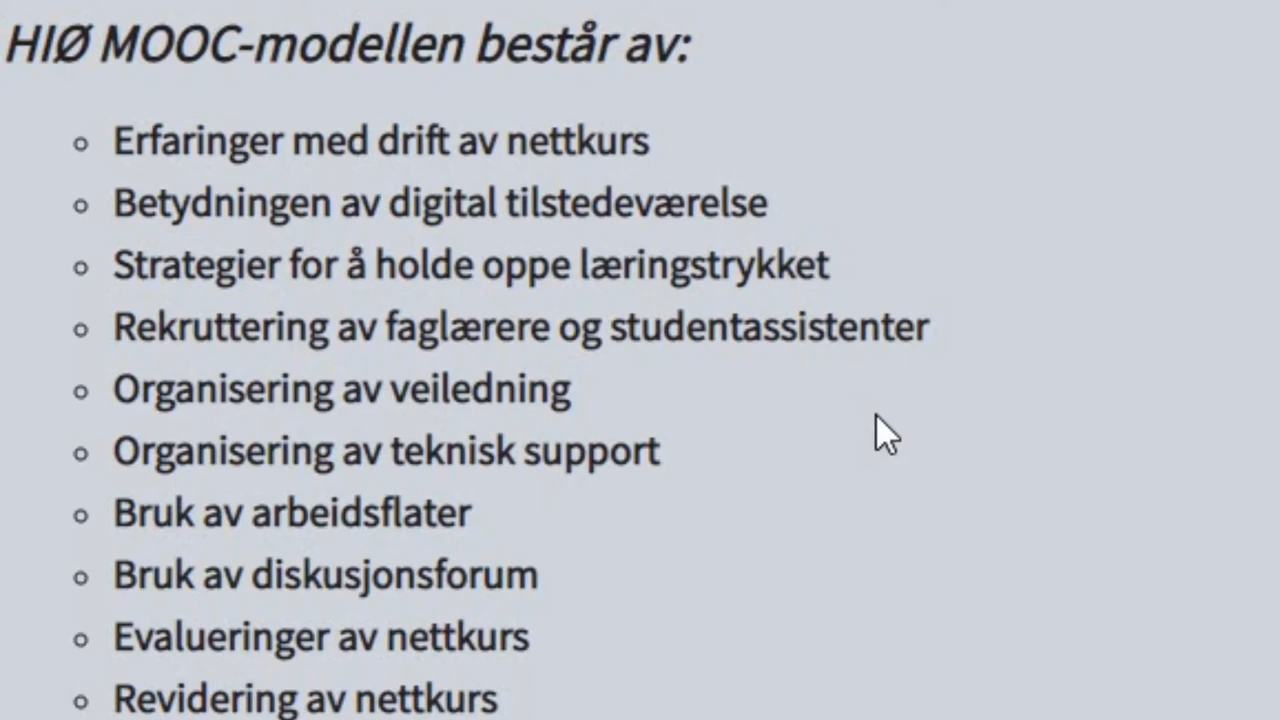 HIØ MOOC-modellen består av:
Erfaringer med drift av nettkurs
Betydningen av digital tilstedeværelse
Strategier for å holde oppe læringstrykket
Rekruttering av faglærere og studentassistenter
Organisering av veiledning
Organisering av teknisk support
Bruk av arbeidsflater
Bruk av diskusjonsforum
Evalueringer av nettkurs
Revidering av nettkurs